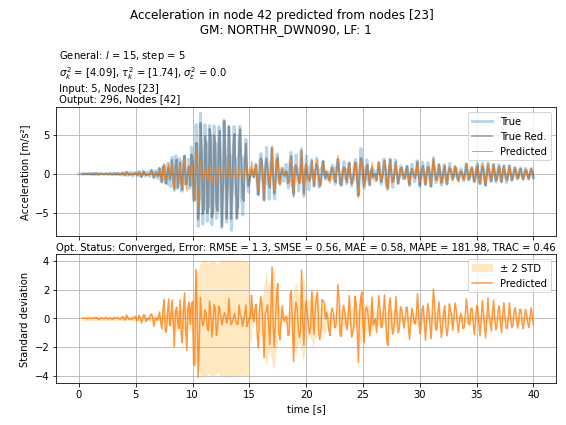 Acceleration in node 42 predicted from nodes [23]
GM: NORTHR_DWN090, LF: 1
General: l = 15, step = 5
σ²ₖ = [4.09], τ²ₖ = [1.74], σ²ₑ = 0.0
Input: 5, Nodes [23]
Output: 296, Nodes [42]
5
0
−5
Acceleration [m/s²]
True
True Red.
Predicted
Opt. Status: Converged, Error: RMSE = 1.3, SMSE = 0.56, MAE = 0.58, MAPE = 181.98, TRAC = 0.46
4
2
0
−2
−4
Standard deviation
± 2 STD
Predicted
0 5 10 15 20 25 30 35 40
time [s]